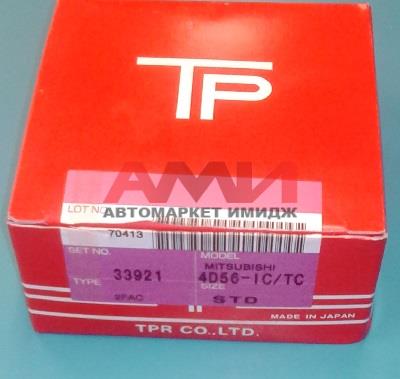 TP
АМИ
АВТОМАРКЕТ ИМИДЖ
LOT NO.
70413
SET NO.
MODEL
MITSUBISHI
TYPE 33921 4D56-IC/TC
SIZE
STD
MADE IN JAPAN
TPR CO.,LTD.